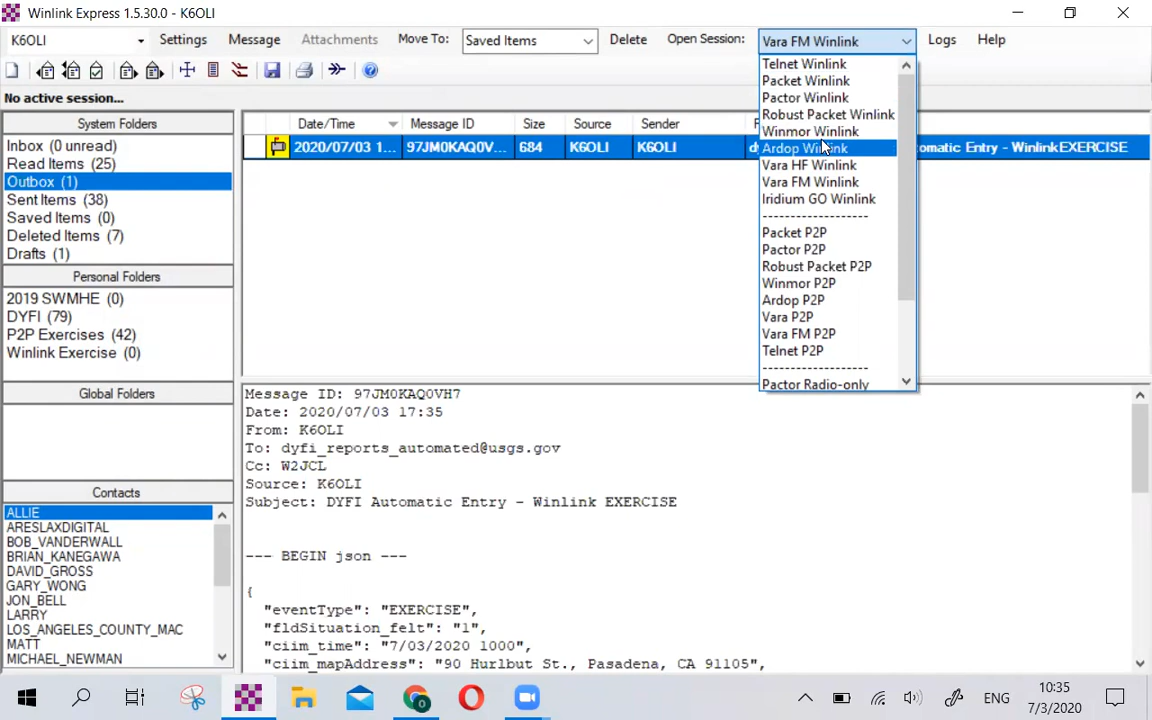 Winlink Express 1.5.30.0 - K6OLI
K6OLI Settings Message Attachments Move To: Saved Items Delete Open Session: Vara FM Winlink Logs Help
No active session...
System Folders
Inbox (0 unread)
Read Items (25)
Outbox (1)
Sent Items (38)
Saved Items (0)
Deleted Items (7)
Drafts (1)
Personal Folders
2019 SWMHE (0)
DYFI (79)
P2P Exercises (42)
Winlink Exercise (0)
Global Folders
Contacts
ALLIE
ARESLAXDIGITAL
BOB_VANDERWALL
BRIAN_KANEGAWA
DAVID_GROSS
GARY_WONG
JON_BELL
LARRY
LOS_ANGELES_COUNTY_MAC
MATT
MICHAEL_NEWMAN
Date/Time Message ID Size Source Sender
2020/07/03 1... 97JM0KAQ0V... 684 K6OLI K6OLI omatic Entry - Winlink EXERCISE
Telnet Winlink
Packet Winlink
Pactor Winlink
Robust Packet Winlink
Winmor Winlink
Ardop Winlink
Vara HF Winlink
Vara FM Winlink
Iridium GO Winlink
-------------------
Packet P2P
Pactor P2P
Robust Packet P2P
Winmor P2P
Ardop P2P
Vara P2P
Vara FM P2P
Telnet P2P
-------------------
Pactor Radio-only
Message ID: 97JM0KAQ0VH7
Date: 2020/07/03 17:35
From: K6OLI
To: dyfi_reports_automated@usgs.gov
Cc: W2JCL
Source: K6OLI
Subject: DYFI Automatic Entry - Winlink EXERCISE
--- BEGIN json ---
{
"eventType": "EXERCISE",
"fldSituation_felt": "1",
"ciim_time": "7/03/2020 1000",
"ciim_mapAddress": "90 Hurlbut St., Pasadena, CA 91105",
ENG
10:35
7/3/2020